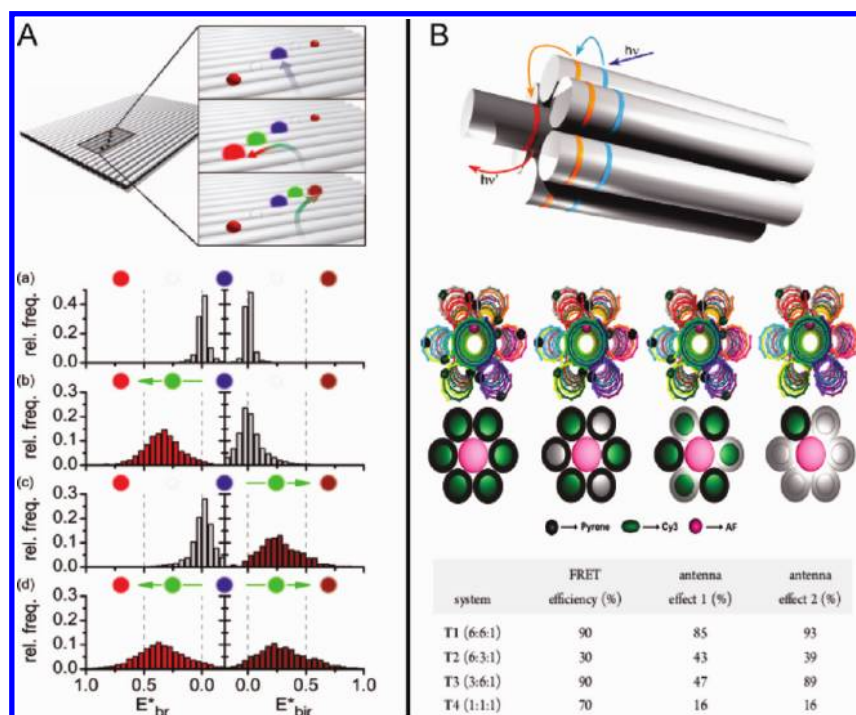 A
(a)
rel. freq.
0.4
0.2
0.0
(b)
rel. freq.
0.3
0.2
0.1
0.0
(c)
rel. freq.
0.3
0.2
0.1
0.0
(d)
rel. freq.
0.3
0.2
0.1
0.0
1.0 0.5 0.0 0.0 0.5 1.0
E*br E*bir
B
hν
hν'
Pyrene Cy3 AF
system FRET efficiency (%) antenna effect 1 (%) antenna effect 2 (%)
T1 (6:6:1) 90 85 93
T2 (6:3:1) 30 43 39
T3 (3:6:1) 90 47 89
T4 (1:1:1) 70 16 16